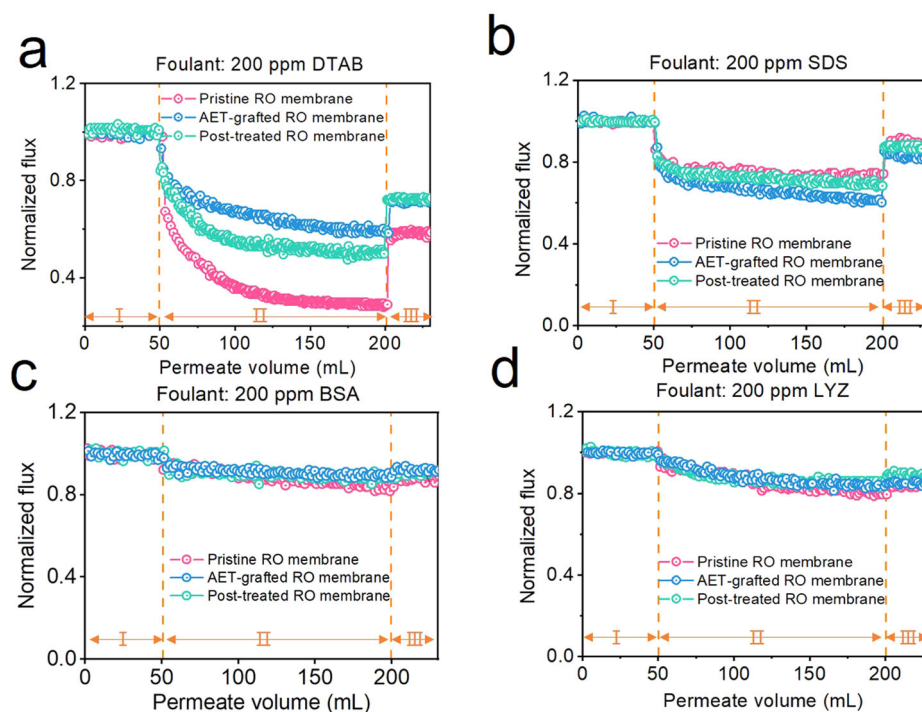 a
Foulant: 200 ppm DTAB
1.2
0.8
0.4
Normalized flux
Pristine RO membrane
AET-grafted RO membrane
Post-treated RO membrane
I
II
III
0 50 100 150 200
Permeate volume (mL)
b
Foulant: 200 ppm SDS
1.2
0.8
0.4
0.0
Normalized flux
Pristine RO membrane
AET-grafted RO membrane
Post-treated RO membrane
I
II
III
0 50 100 150 200
Permeate volume (mL)
c
Foulant: 200 ppm BSA
1.2
0.8
0.4
0.0
Normalized flux
Pristine RO membrane
AET-grafted RO membrane
Post-treated RO membrane
I
II
III
0 50 100 150 200
Permeate volume (mL)
d
Foulant: 200 ppm LYZ
1.2
0.8
0.4
0.0
Normalized flux
Pristine RO membrane
AET-grafted RO membrane
Post-treated RO membrane
I
II
III
0 50 100 150 200
Permeate volume (mL)